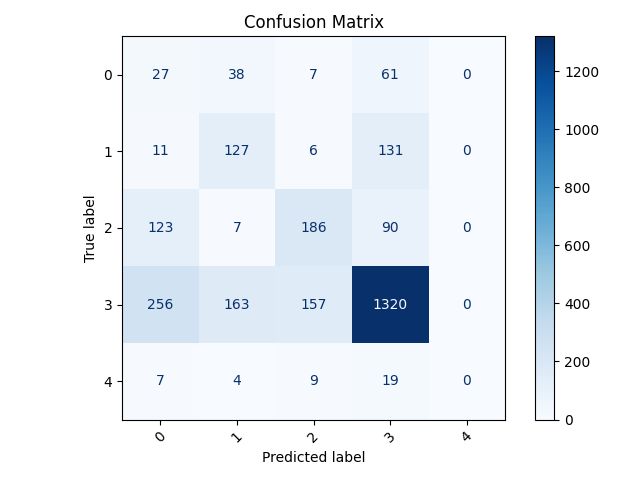 Confusion Matrix
0 27 38 7 61 0
1 11 127 6 131 0
2 123 7 186 90 0
3 256 163 157 1320 0
4 7 4 9 19 0
0 1 2 3 4
Predicted label
True label
1200
1000
800
600
400
200
0